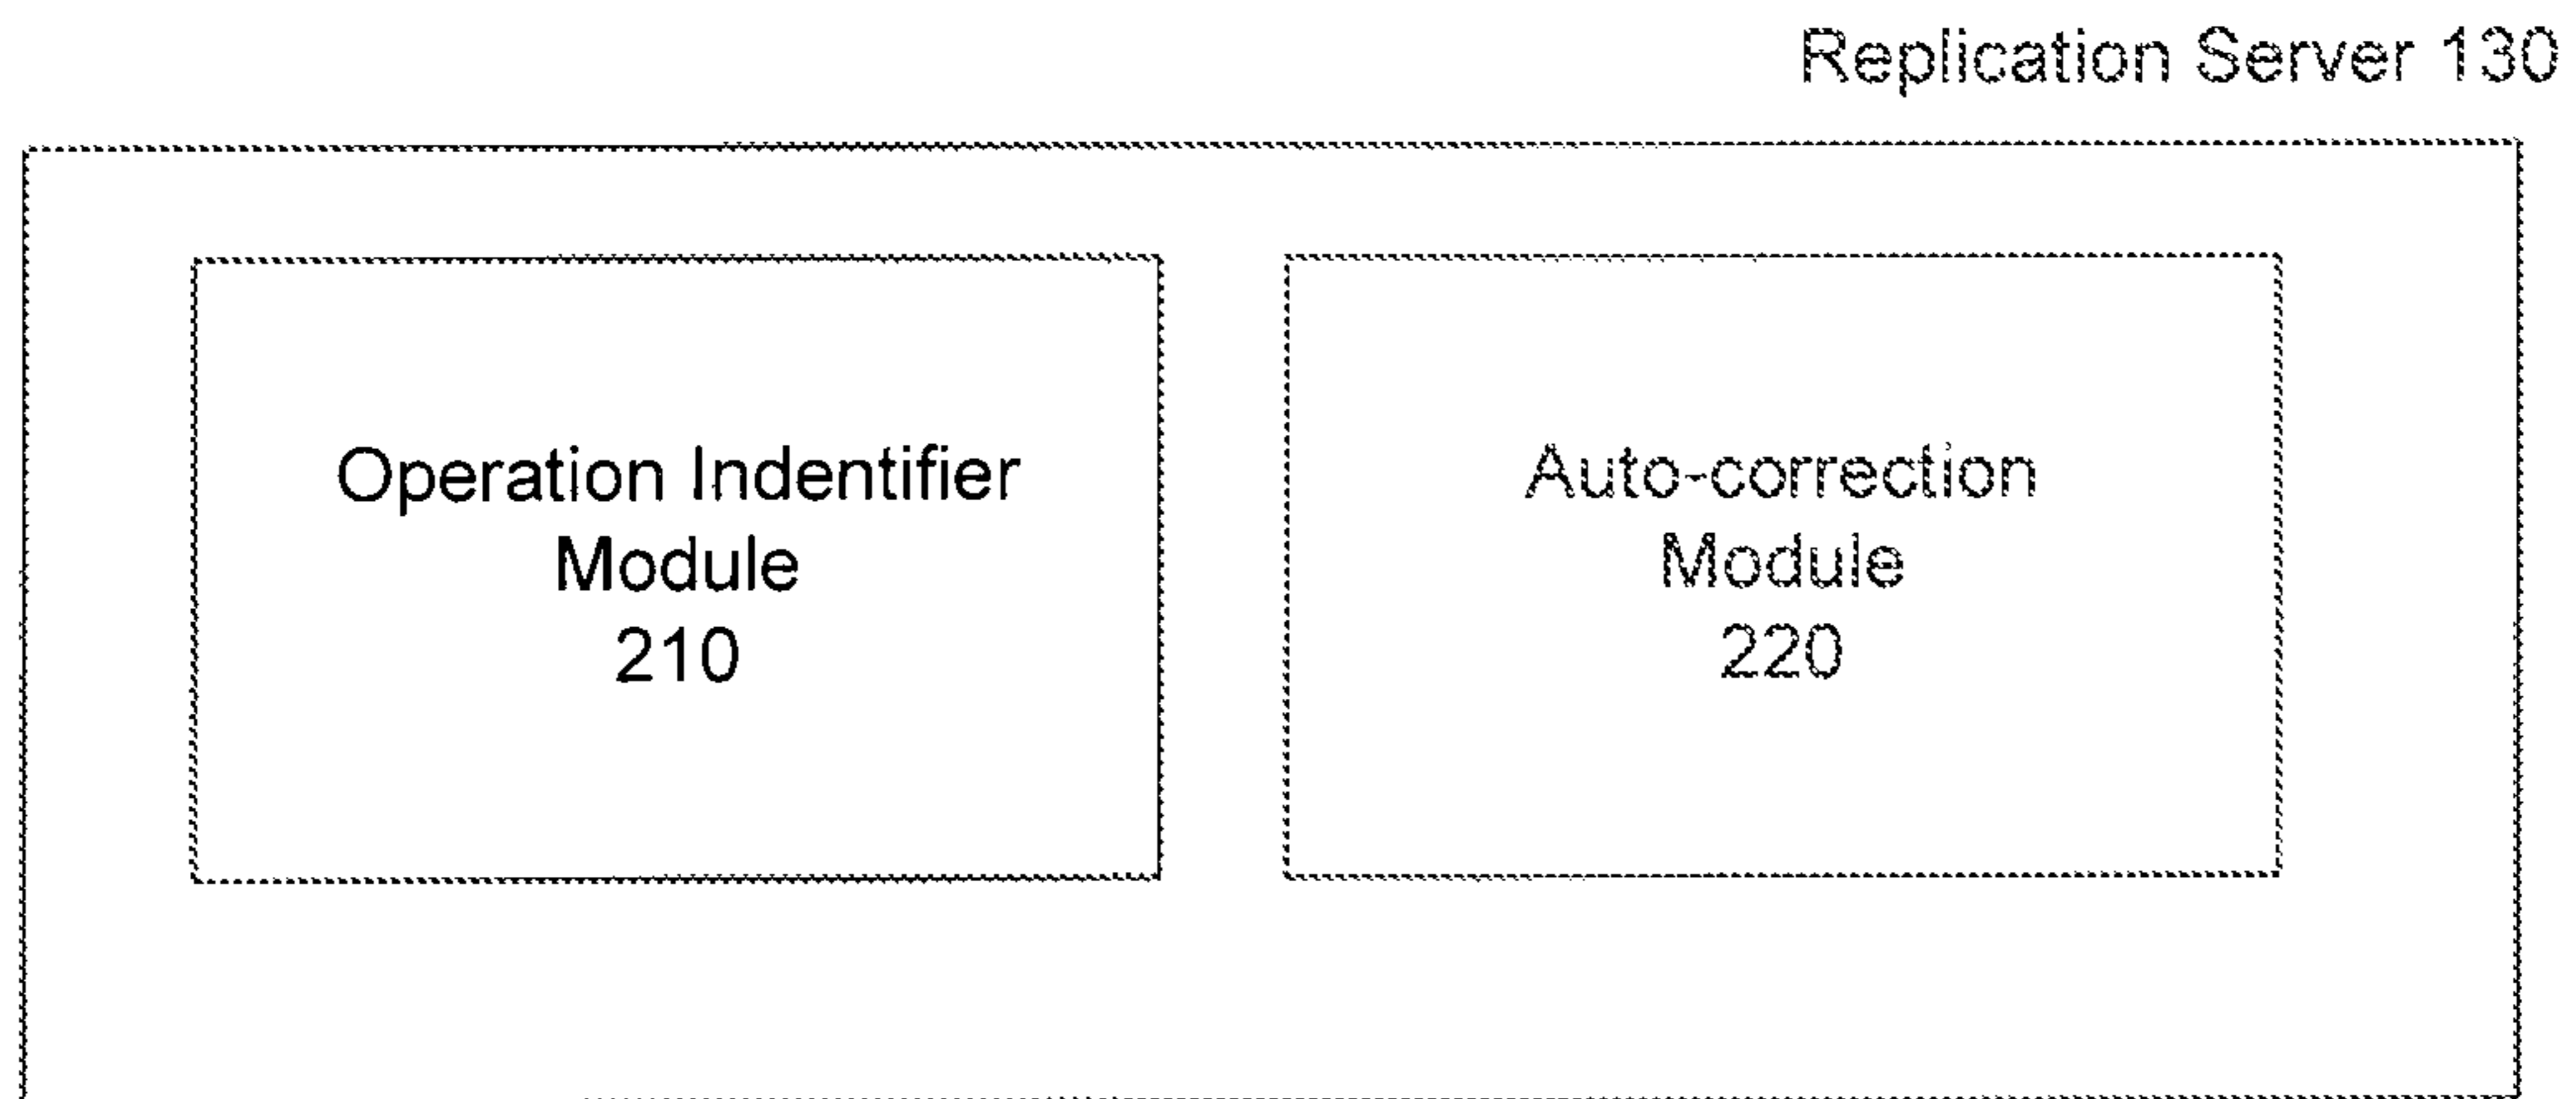 Replication Server 130
Operation Indentifier
Module
210
Auto-correction
Module
220